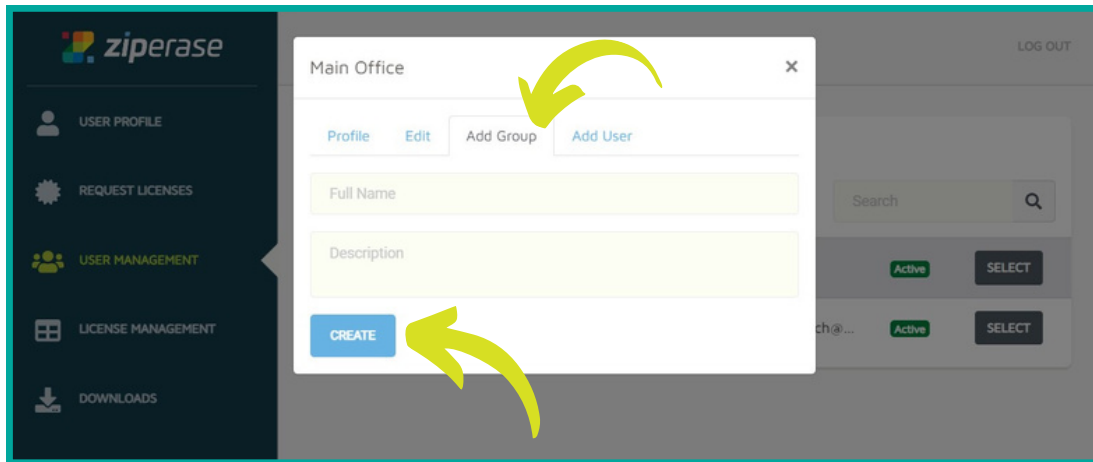 ziperase
USER PROFILE
REQUEST LICENSES
USER MANAGEMENT
LICENSE MANAGEMENT
DOWNLOADS
LOG OUT
Main Office ×
Profile Edit Add Group Add User
Full Name
Description
CREATE
Search
Active SELECT
ch@... Active SELECT